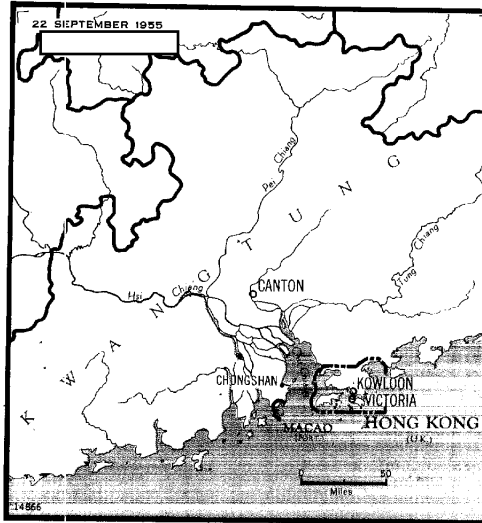 22 SEPTEMBER 1955
KWANGTUNG
Pei Chiang
Tung Chiang
Hsi Chiang
CANTON
CHUNGSHAN
KOWLOON
VICTORIA
MACAO
(PORT.)
HONG KONG
(U.K.)
0 50
Miles
14866